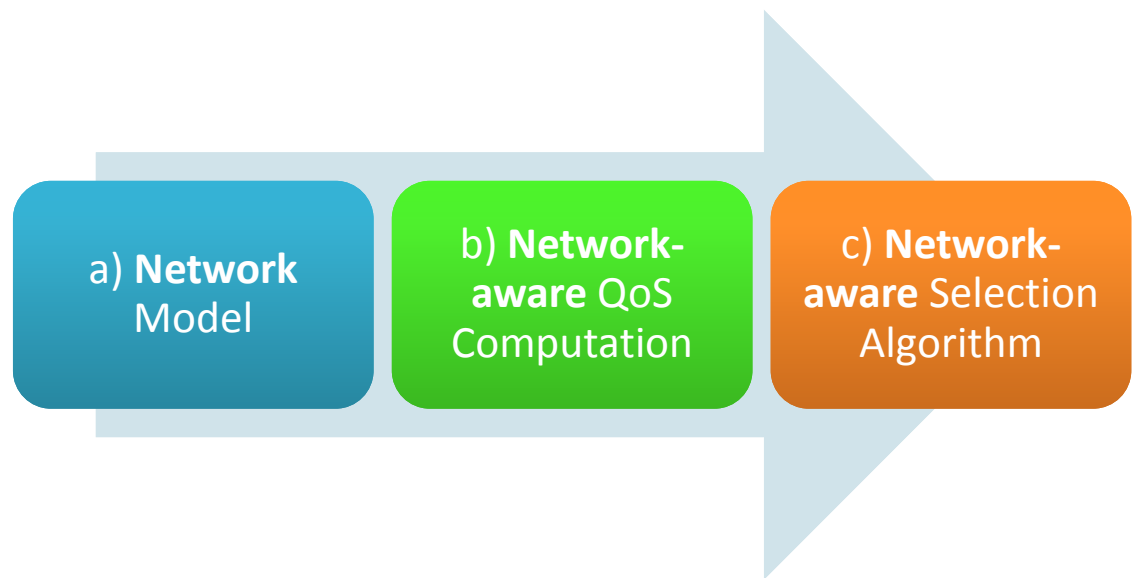 a) Network
Model
b) Network-
aware QoS
Computation
c) Network-
aware Selection
Algorithm